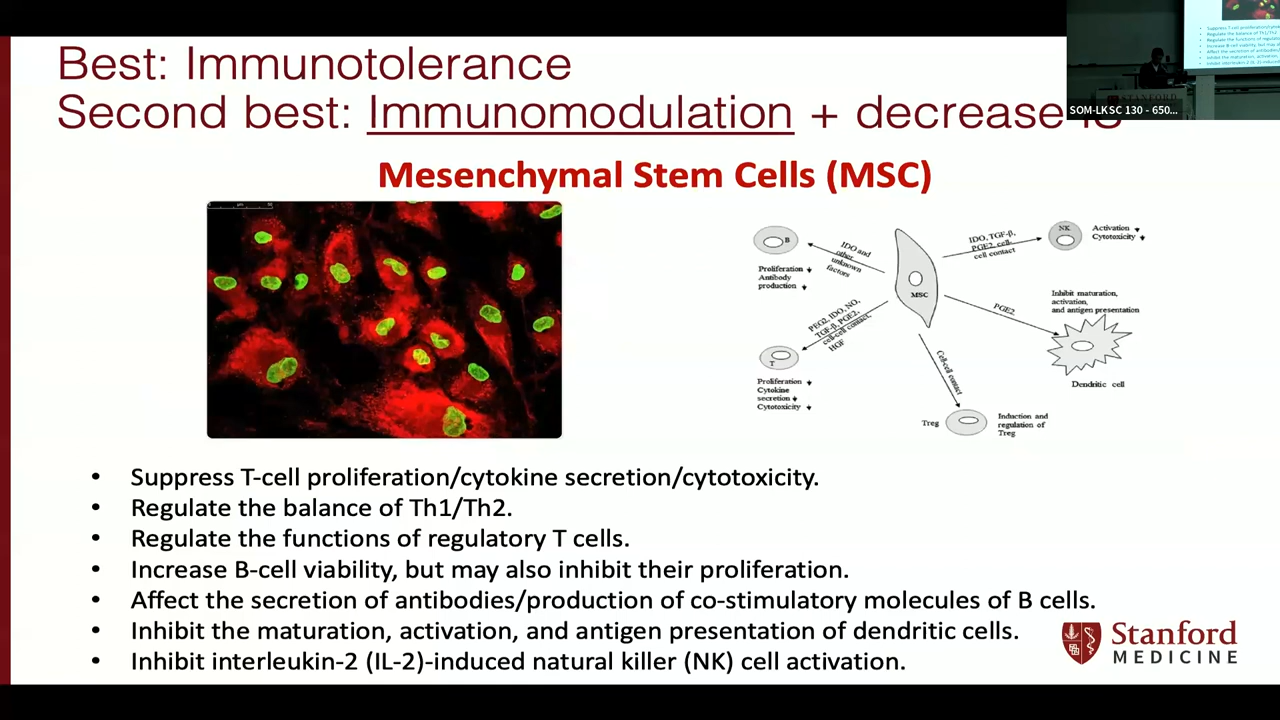 Best: Immunotolerance
Second best: Immunomodulation + decrease
SOM-LKSC 130 - 650...
Mesenchymal Stem Cells (MSC)
B
Proliferation
Antibody
production
IDO and
other
unknown
factors
IDO, TGF-β,
PGE2, cell-
cell contact
NK
Activation
Cytotoxicity
MSC
PEG2, IDO, NO,
TGF-β, PGE2,
cell-cell contact,
HGF
PGE2
Inhibit maturation,
activation,
and antigen presentation
Dendritic cell
T
Proliferation
Cytokine
secretion
Cytotoxicity
Cell-cell contact
Treg
Induction and
regulation of
Treg
• Suppress T-cell proliferation/cytokine secretion/cytotoxicity.
• Regulate the balance of Th1/Th2.
• Regulate the functions of regulatory T cells.
• Increase B-cell viability, but may also inhibit their proliferation.
• Affect the secretion of antibodies/production of co-stimulatory molecules of B cells.
• Inhibit the maturation, activation, and antigen presentation of dendritic cells.
• Inhibit interleukin-2 (IL-2)-induced natural killer (NK) cell activation.
Stanford
MEDICINE